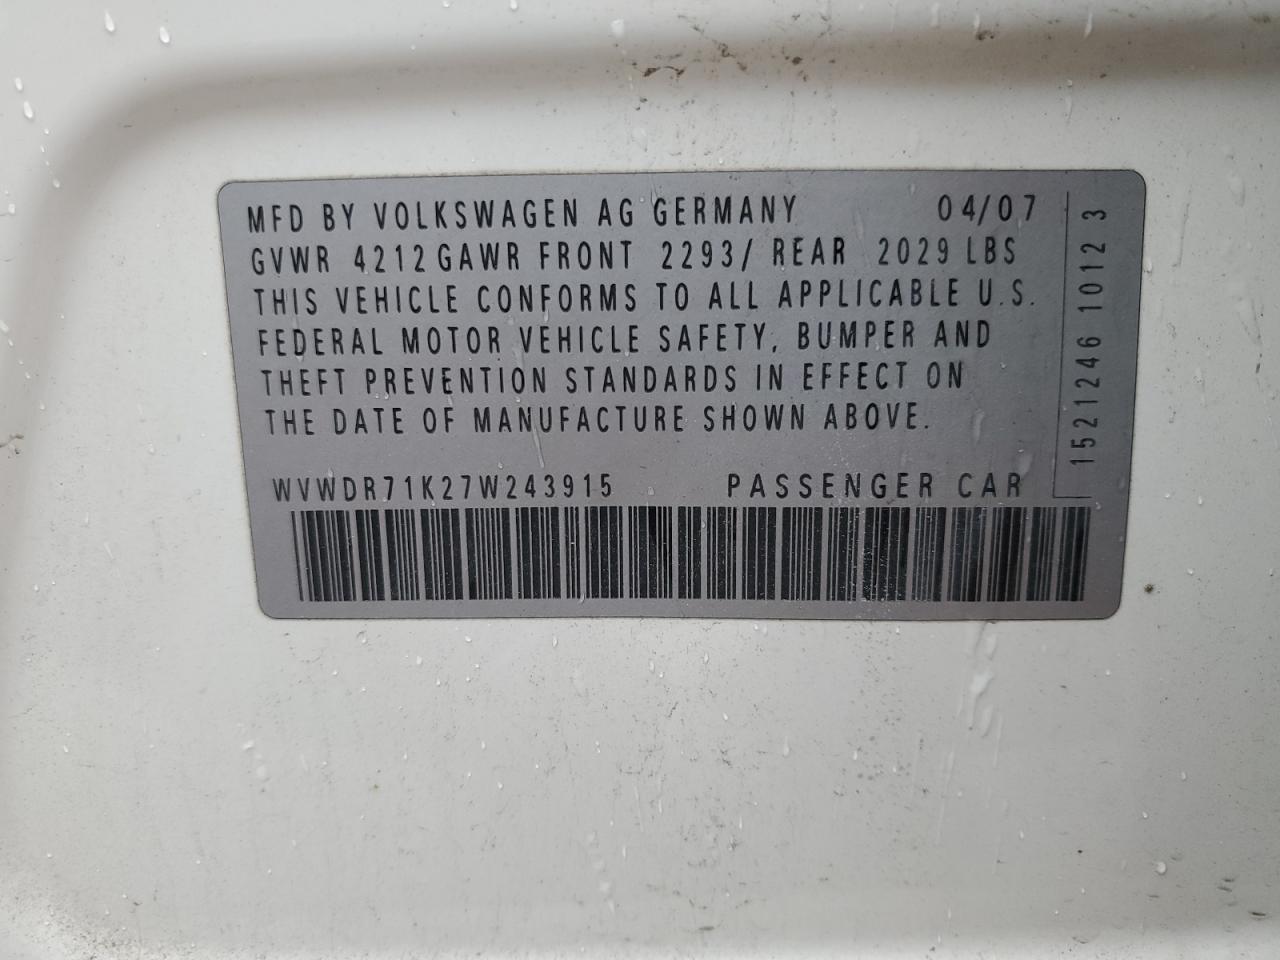 MFD BY VOLKSWAGEN AG GERMANY 04/07
GVWR 4212 GAWR FRONT 2293/ REAR 2029 LBS
THIS VEHICLE CONFORMS TO ALL APPLICABLE U.S.
FEDERAL MOTOR VEHICLE SAFETY, BUMPER AND
THEFT PREVENTION STANDARDS IN EFFECT ON
THE DATE OF MANUFACTURE SHOWN ABOVE.
WVWDR71K27W243915 PASSENGER CAR
1521246 1012 3